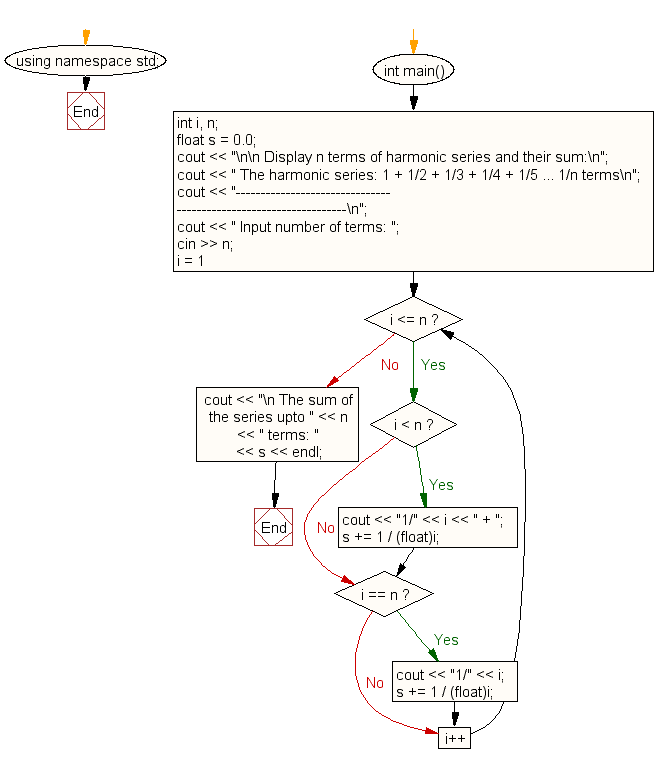 using namespace std;
End
int main()
int i, n;
float s = 0.0;
cout << "\n\n Display n terms of harmonic series and their sum:\n";
cout << " The harmonic series: 1 + 1/2 + 1/3 + 1/4 + 1/5 ... 1/n terms\n";
cout << "-------------------------------
----------------------------------\n";
cout << " Input number of terms: ";
cin >> n;
i = 1
i <= n ?
No
Yes
cout << "\n The sum of
the series upto " << n
<< " terms: "
<< s << endl;
End
i < n ?
Yes
No
cout << "1/" << i << " + ";
s += 1 / (float)i;
i == n ?
Yes
No
cout << "1/" << i;
s += 1 / (float)i;
i++